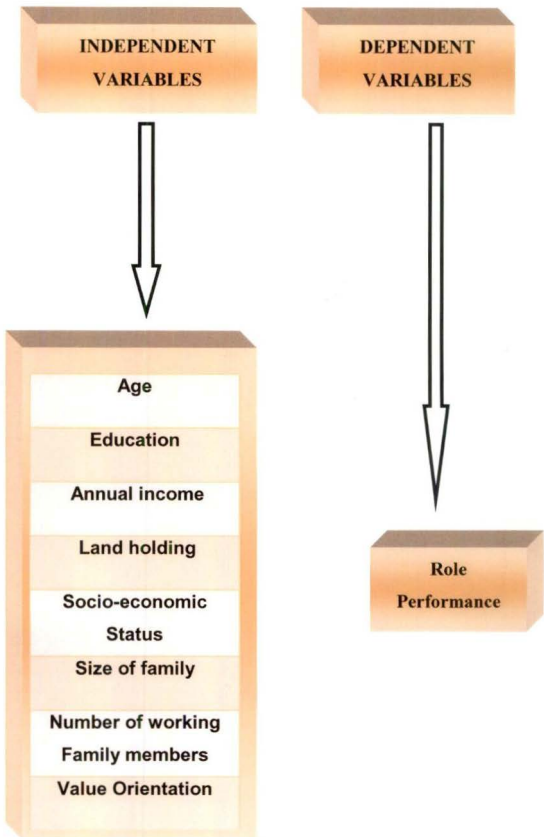 INDEPENDENT
VARIABLES
DEPENDENT
VARIABLES
Age
Education
Annual income
Land holding
Socio-economic
Status
Size of family
Number of working
Family members
Value Orientation
Role
Performance